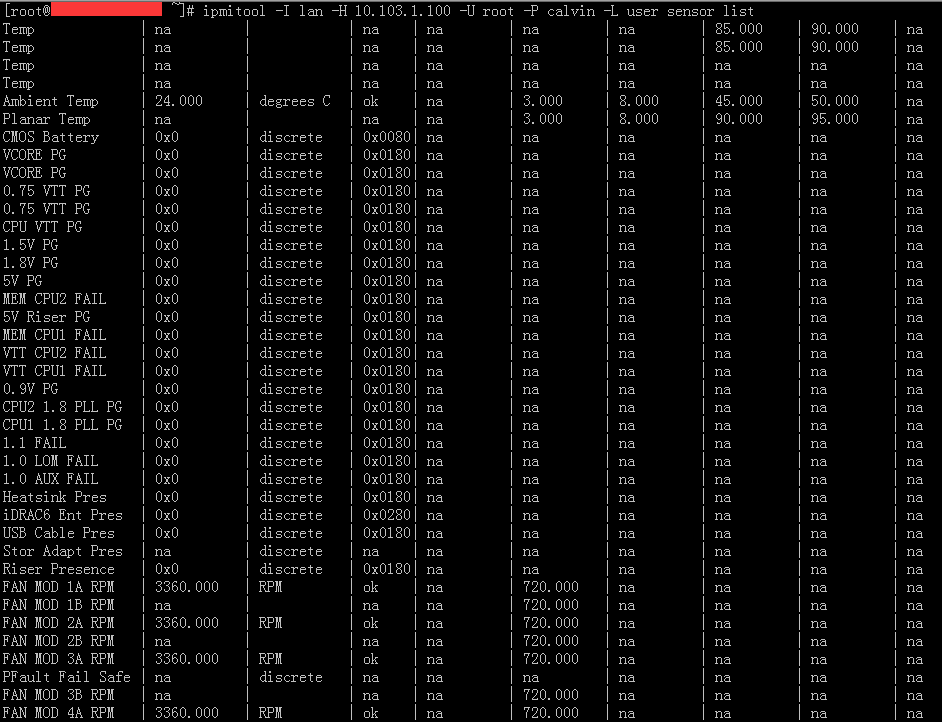 [root@ ~]# ipmitool -I lan -H 10.103.1.100 -U root -P calvin -L user sensor list
Temp | na | | na | na | na | na | 85.000 | 90.000 | na
Temp | na | | na | na | na | na | 85.000 | 90.000 | na
Temp | na | | na | na | na | na | na | na | na
Temp | na | | na | na | na | na | na | na | na
Ambient Temp | 24.000 | degrees C | ok | na | 3.000 | 8.000 | 45.000 | 50.000 | na
Planar Temp | na | | na | na | 3.000 | 8.000 | 90.000 | 95.000 | na
CMOS Battery | 0x0 | discrete | 0x0080| na | na | na | na | na | na
VCORE PG | 0x0 | discrete | 0x0180| na | na | na | na | na | na
VCORE PG | 0x0 | discrete | 0x0180| na | na | na | na | na | na
0.75 VTT PG | 0x0 | discrete | 0x0180| na | na | na | na | na | na
0.75 VTT PG | 0x0 | discrete | 0x0180| na | na | na | na | na | na
CPU VTT PG | 0x0 | discrete | 0x0180| na | na | na | na | na | na
1.5V PG | 0x0 | discrete | 0x0180| na | na | na | na | na | na
1.8V PG | 0x0 | discrete | 0x0180| na | na | na | na | na | na
5V PG | 0x0 | discrete | 0x0180| na | na | na | na | na | na
MEM CPU2 FAIL | 0x0 | discrete | 0x0180| na | na | na | na | na | na
5V Riser PG | 0x0 | discrete | 0x0180| na | na | na | na | na | na
MEM CPU1 FAIL | 0x0 | discrete | 0x0180| na | na | na | na | na | na
VTT CPU2 FAIL | 0x0 | discrete | 0x0180| na | na | na | na | na | na
VTT CPU1 FAIL | 0x0 | discrete | 0x0180| na | na | na | na | na | na
0.9V PG | 0x0 | discrete | 0x0180| na | na | na | na | na | na
CPU2 1.8 PLL PG | 0x0 | discrete | 0x0180| na | na | na | na | na | na
CPU1 1.8 PLL PG | 0x0 | discrete | 0x0180| na | na | na | na | na | na
1.1 FAIL | 0x0 | discrete | 0x0180| na | na | na | na | na | na
1.0 LOM FAIL | 0x0 | discrete | 0x0180| na | na | na | na | na | na
1.0 AUX FAIL | 0x0 | discrete | 0x0180| na | na | na | na | na | na
Heatsink Pres | 0x0 | discrete | 0x0180| na | na | na | na | na | na
iDRAC6 Ent Pres | 0x0 | discrete | 0x0280| na | na | na | na | na | na
USB Cable Pres | 0x0 | discrete | 0x0180| na | na | na | na | na | na
Stor Adapt Pres | na | discrete | na | na | na | na | na | na | na
Riser Presence | 0x0 | discrete | 0x0180| na | na | na | na | na | na
FAN MOD 1A RPM | 3360.000 | RPM | ok | na | 720.000 | na | na | na | na
FAN MOD 1B RPM | na | | na | na | 720.000 | na | na | na | na
FAN MOD 2A RPM | 3360.000 | RPM | ok | na | 720.000 | na | na | na | na
FAN MOD 2B RPM | na | | na | na | 720.000 | na | na | na | na
FAN MOD 3A RPM | 3360.000 | RPM | ok | na | 720.000 | na | na | na | na
PFault Fail Safe | na | discrete | na | na | na | na | na | na | na
FAN MOD 3B RPM | na | | na | na | 720.000 | na | na | na | na
FAN MOD 4A RPM | 3360.000 | RPM | ok | na | 720.000 | na | na | na | na